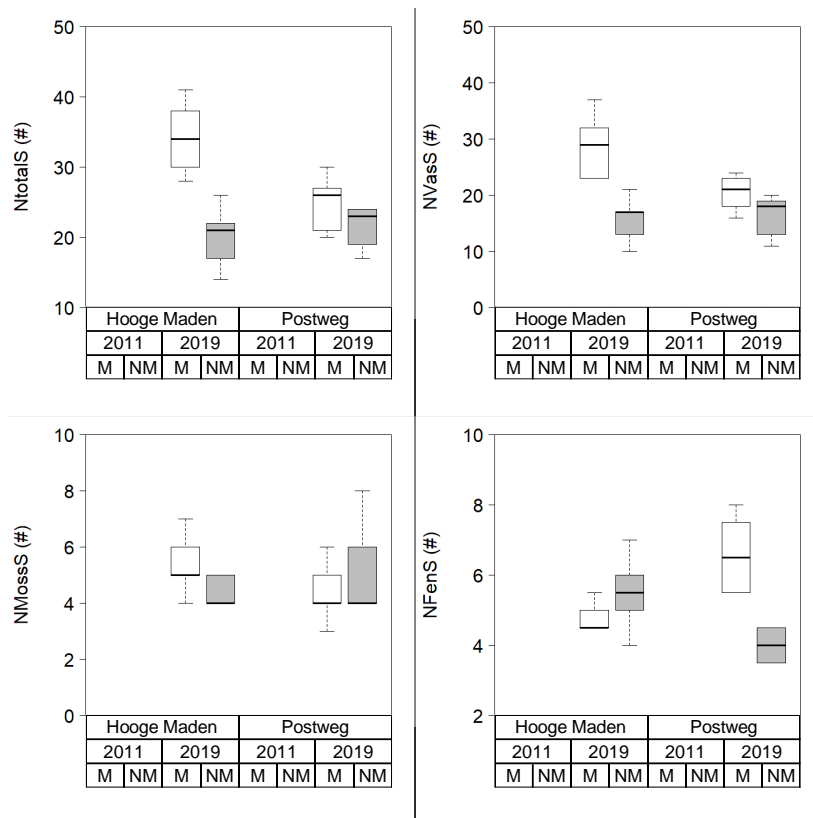 50
40
30
20
10
NtotalS (#)
Hooge Maden Postweg
2011 2019 2011 2019
M NM M NM M NM M NM
50
40
30
20
10
0
NVasS (#)
Hooge Maden Postweg
2011 2019 2011 2019
M NM M NM M NM M NM
10
8
6
4
2
0
NMossS (#)
Hooge Maden Postweg
2011 2019 2011 2019
M NM M NM M NM M NM
10
8
6
4
2
NFenS (#)
Hooge Maden Postweg
2011 2019 2011 2019
M NM M NM M NM M NM